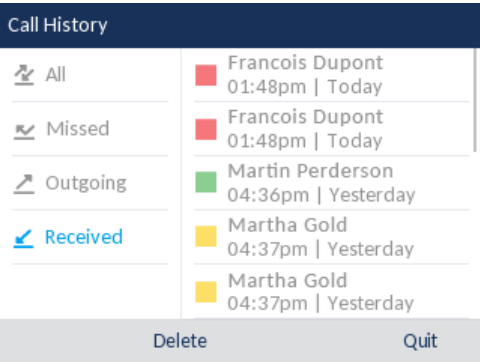 Call History
All
Missed
Outgoing
Received
Francois Dupont
01:48pm | Today
Francois Dupont
01:48pm | Today
Martin Perderson
04:36pm | Yesterday
Martha Gold
04:37pm | Yesterday
Martha Gold
04:37pm | Yesterday
Delete
Quit